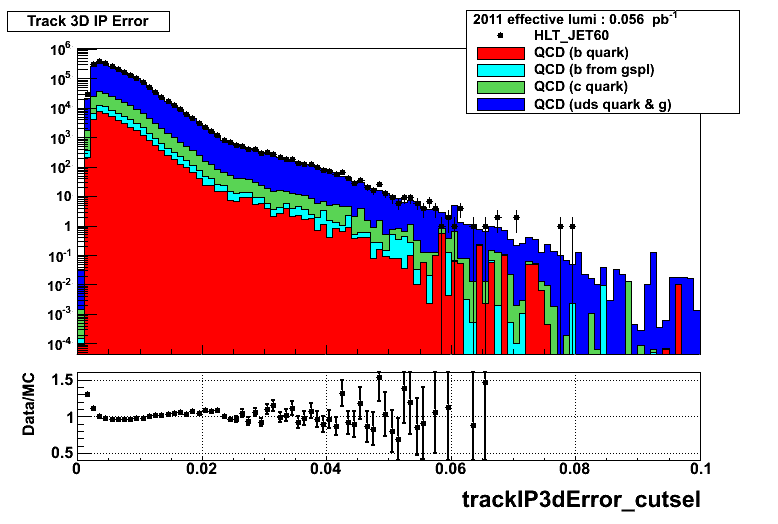 Track 3D IP Error
2011 effective lumi : 0.056 pb-1
HLT_JET60
QCD (b quark)
QCD (b from gspl)
QCD (c quark)
QCD (uds quark & g)
10^6
10^5
10^4
10^3
10^2
10
1
10^-1
10^-2
10^-3
10^-4
Data/MC
1.5
1
0.5
0 0.02 0.04 0.06 0.08 0.1
trackIP3dError_cutsel